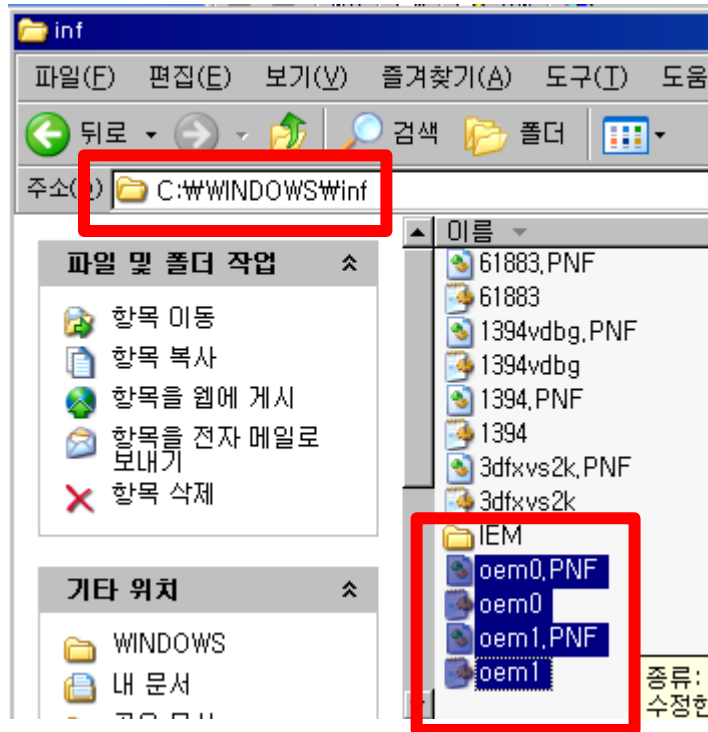 inf
파일(F) 편집(E) 보기(V) 즐겨찾기(A) 도구(T) 도움
뒤로 검색 폴더
주소(D) C:₩WINDOWS₩inf
이름
파일 및 폴더 작업
항목 이동
항목 복사
항목을 웹에 게시
항목을 전자 메일로
보내기
항목 삭제
기타 위치
WINDOWS
내 문서
61883,PNF
61883
1394vdbg,PNF
1394vdbg
1394,PNF
1394
3dfxvs2k,PNF
3dfxvs2k
IEM
oem0,PNF
oem0
oem1,PNF
oem1
종류:
수정한